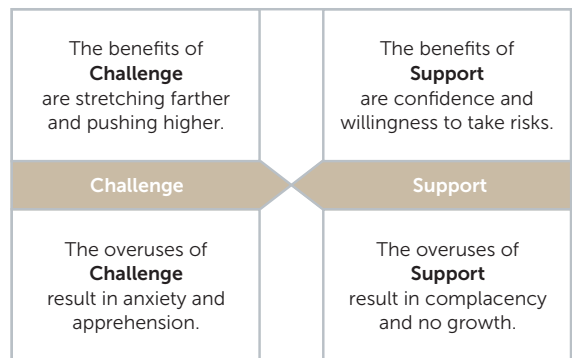 The benefits of
Challenge
are stretching farther
and pushing higher.
The benefits of
Support
are confidence and
willingness to take risks.
Challenge
Support
The overuses of
Challenge
result in anxiety and
apprehension.
The overuses of
Support
result in complacency
and no growth.